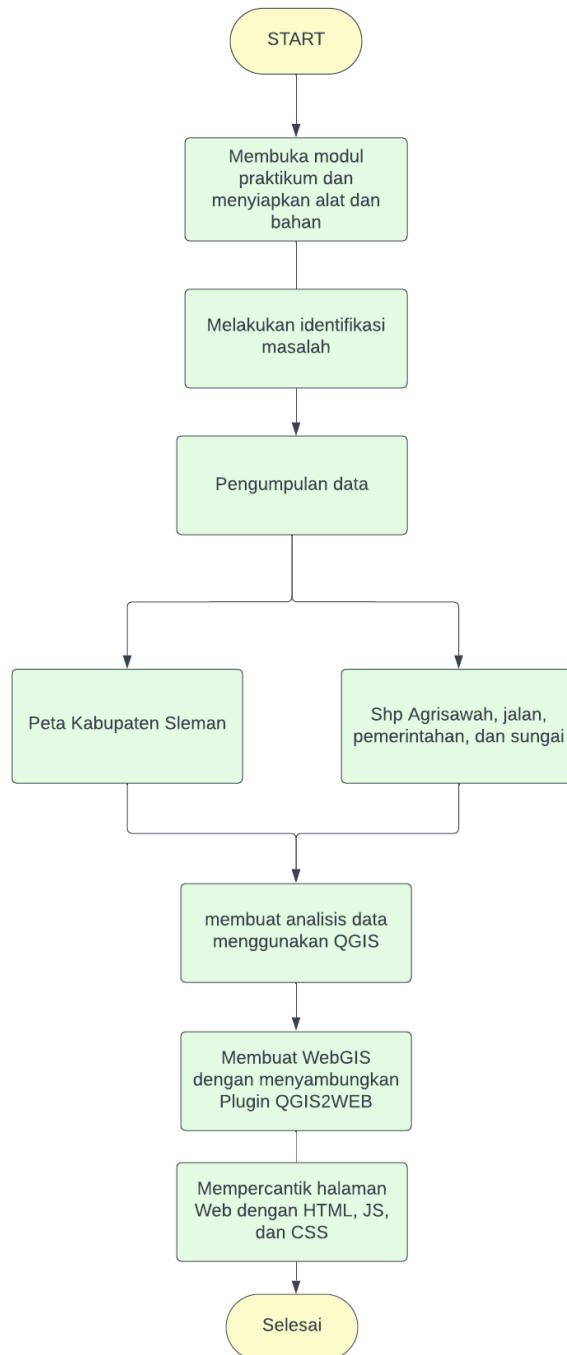 START
Membuka modul
praktikum dan
menyiapkan alat dan
bahan
Melakukan identifikasi
masalah
Pengumpulan data
Peta Kabupaten Sleman
Shp Agrisawah, jalan,
pemerintahan, dan sungai
membuat analisis data
menggunakan QGIS
Membuat WebGIS
dengan menyambungkan
Plugin QGIS2WEB
Mempercantik halaman
Web dengan HTML, JS,
dan CSS
Selesai